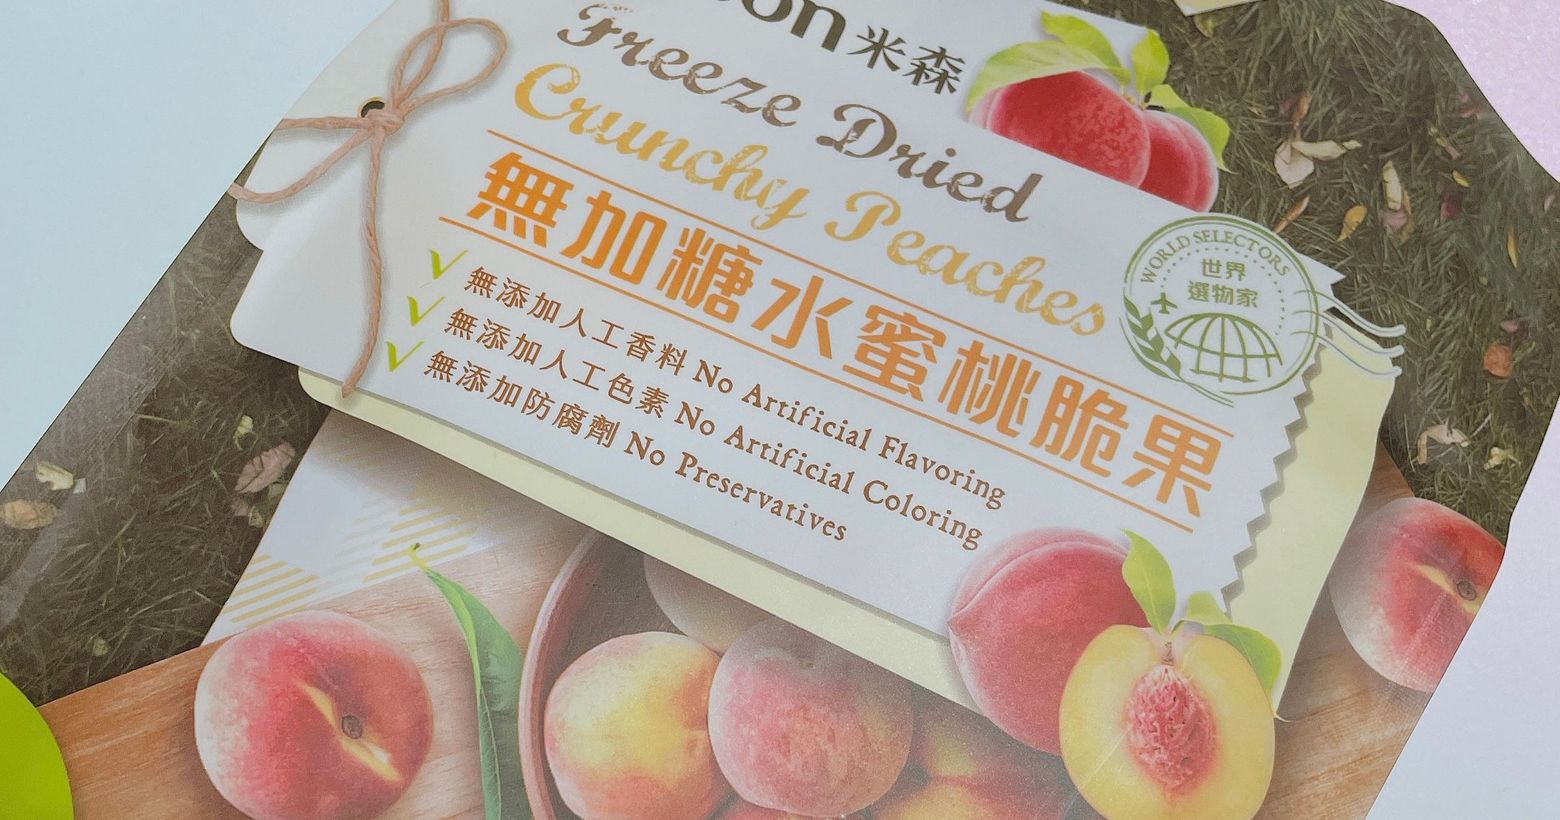 米森
Freeze Dried
Crunchy Peaches
無加糖水蜜桃脆果
無添加人工香料 No Artificial Flavoring
無添加人工色素 No Artificial Coloring
無添加防腐劑 No Preservatives
WORLD SELECTORS
世界
選物家